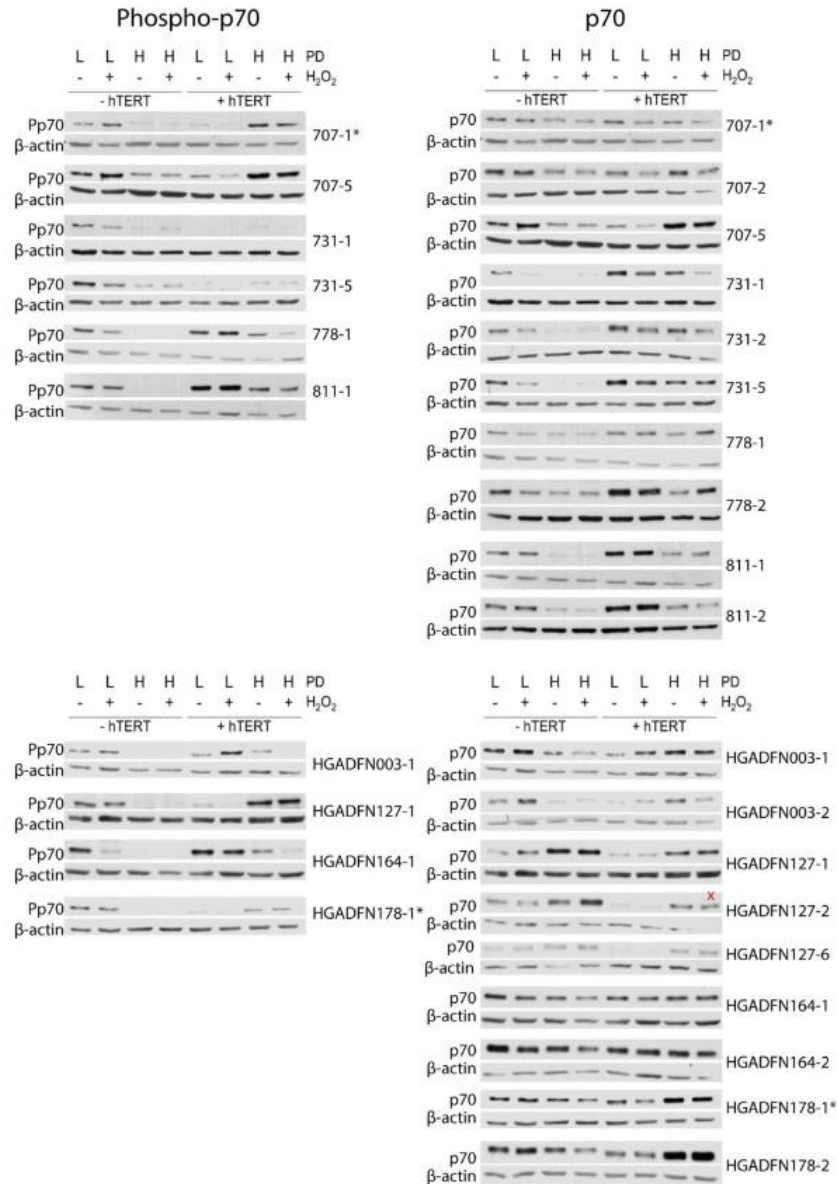 Phospho-p70
L L H H L L H H PD
- + - + - + - + H₂O₂
- hTERT + hTERT
Pp70
β-actin 707-1*
Pp70
β-actin 707-5
Pp70
β-actin 731-1
Pp70
β-actin 731-5
Pp70
β-actin 778-1
Pp70
β-actin 811-1
p70
L L H H L L H H PD
- + - + - + - + H₂O₂
- hTERT + hTERT
p70
β-actin 707-1*
p70
β-actin 707-2
p70
β-actin 707-5
p70
β-actin 731-1
p70
β-actin 731-2
p70
β-actin 731-5
p70
β-actin 778-1
p70
β-actin 778-2
p70
β-actin 811-1
p70
β-actin 811-2
L L H H L L H H PD
- + - + - + - + H₂O₂
- hTERT + hTERT
Pp70
β-actin HGADFN003-1
Pp70
β-actin HGADFN127-1
Pp70
β-actin HGADFN164-1
Pp70
β-actin HGADFN178-1*
L L H H L L H H PD
- + - + - + - + H₂O₂
- hTERT + hTERT
p70
β-actin HGADFN003-1
p70
β-actin HGADFN003-2
p70
β-actin HGADFN127-1
X
p70
β-actin HGADFN127-2
p70
β-actin HGADFN127-6
p70
β-actin HGADFN164-1
p70
β-actin HGADFN164-2
p70
β-actin HGADFN178-1*
p70
β-actin HGADFN178-2